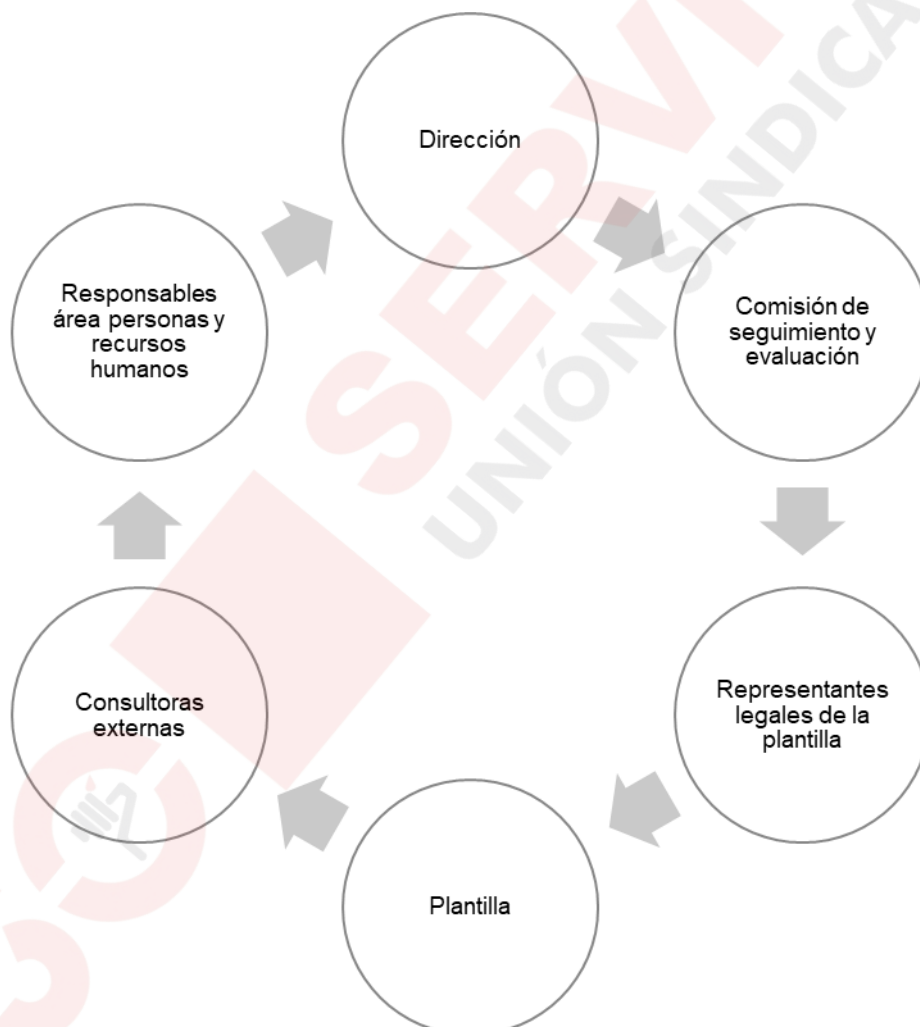 Dirección
Comisión de
seguimiento y
evaluación
Representantes
legales de la
plantilla
Plantilla
Consultoras
externas
Responsables
área personas y
recursos
humanos
SERVI
UNIÓN SINDICA